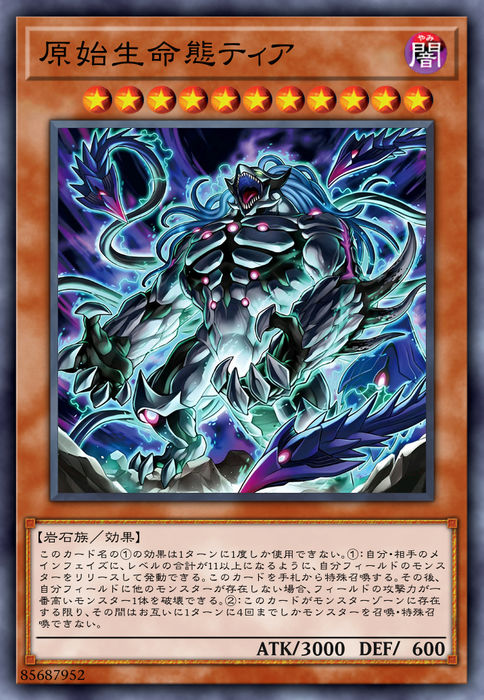 原始生命態ティア
やみ
闇
【岩石族／効果】
このカード名の①の効果は1ターンに1度しか使用できない。①：自分・相手のメ
インフェイズに、レベルの合計が11以上になるように、自分フィールドのモンス
ターをリリースして発動できる。このカードを手札から特殊召喚する。その後、
自分フィールドに他のモンスターが存在しない場合、フィールドの攻撃力が
一番高いモンスター1体を破壊できる。②：このカードがモンスターゾーンに存在
する限り、その間はお互いに1ターンに4回までしかモンスターを召喚・特殊召
喚できない。
ATK/3000 DEF/ 600
85687952